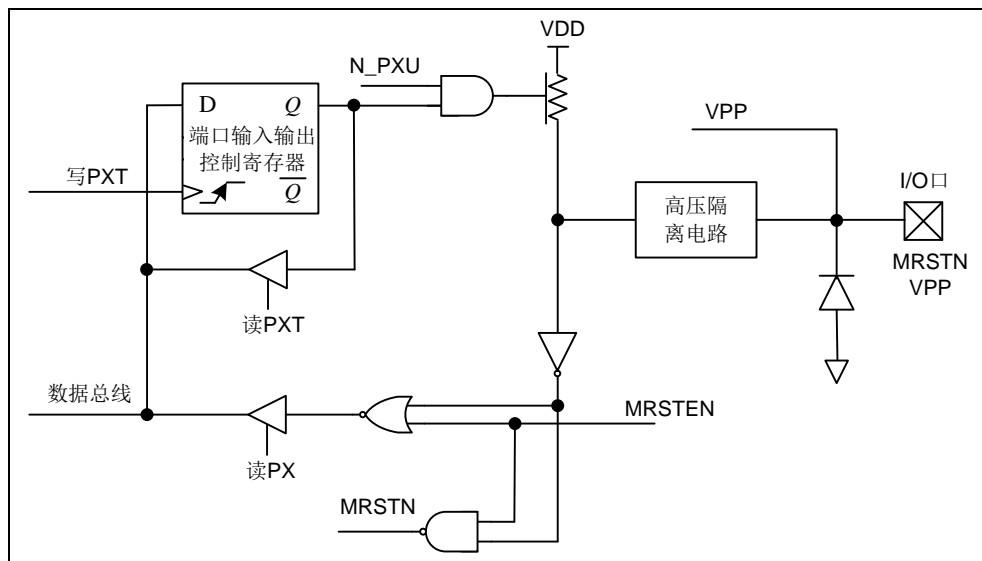 VDD
N_PXU
D
Q
端口输入输出
控制寄存器
Q
写PXT
VPP
高压隔
离电路
I/O口
MRSTN
VPP
读PXT
数据总线
MRSTEN
读PX
MRSTN